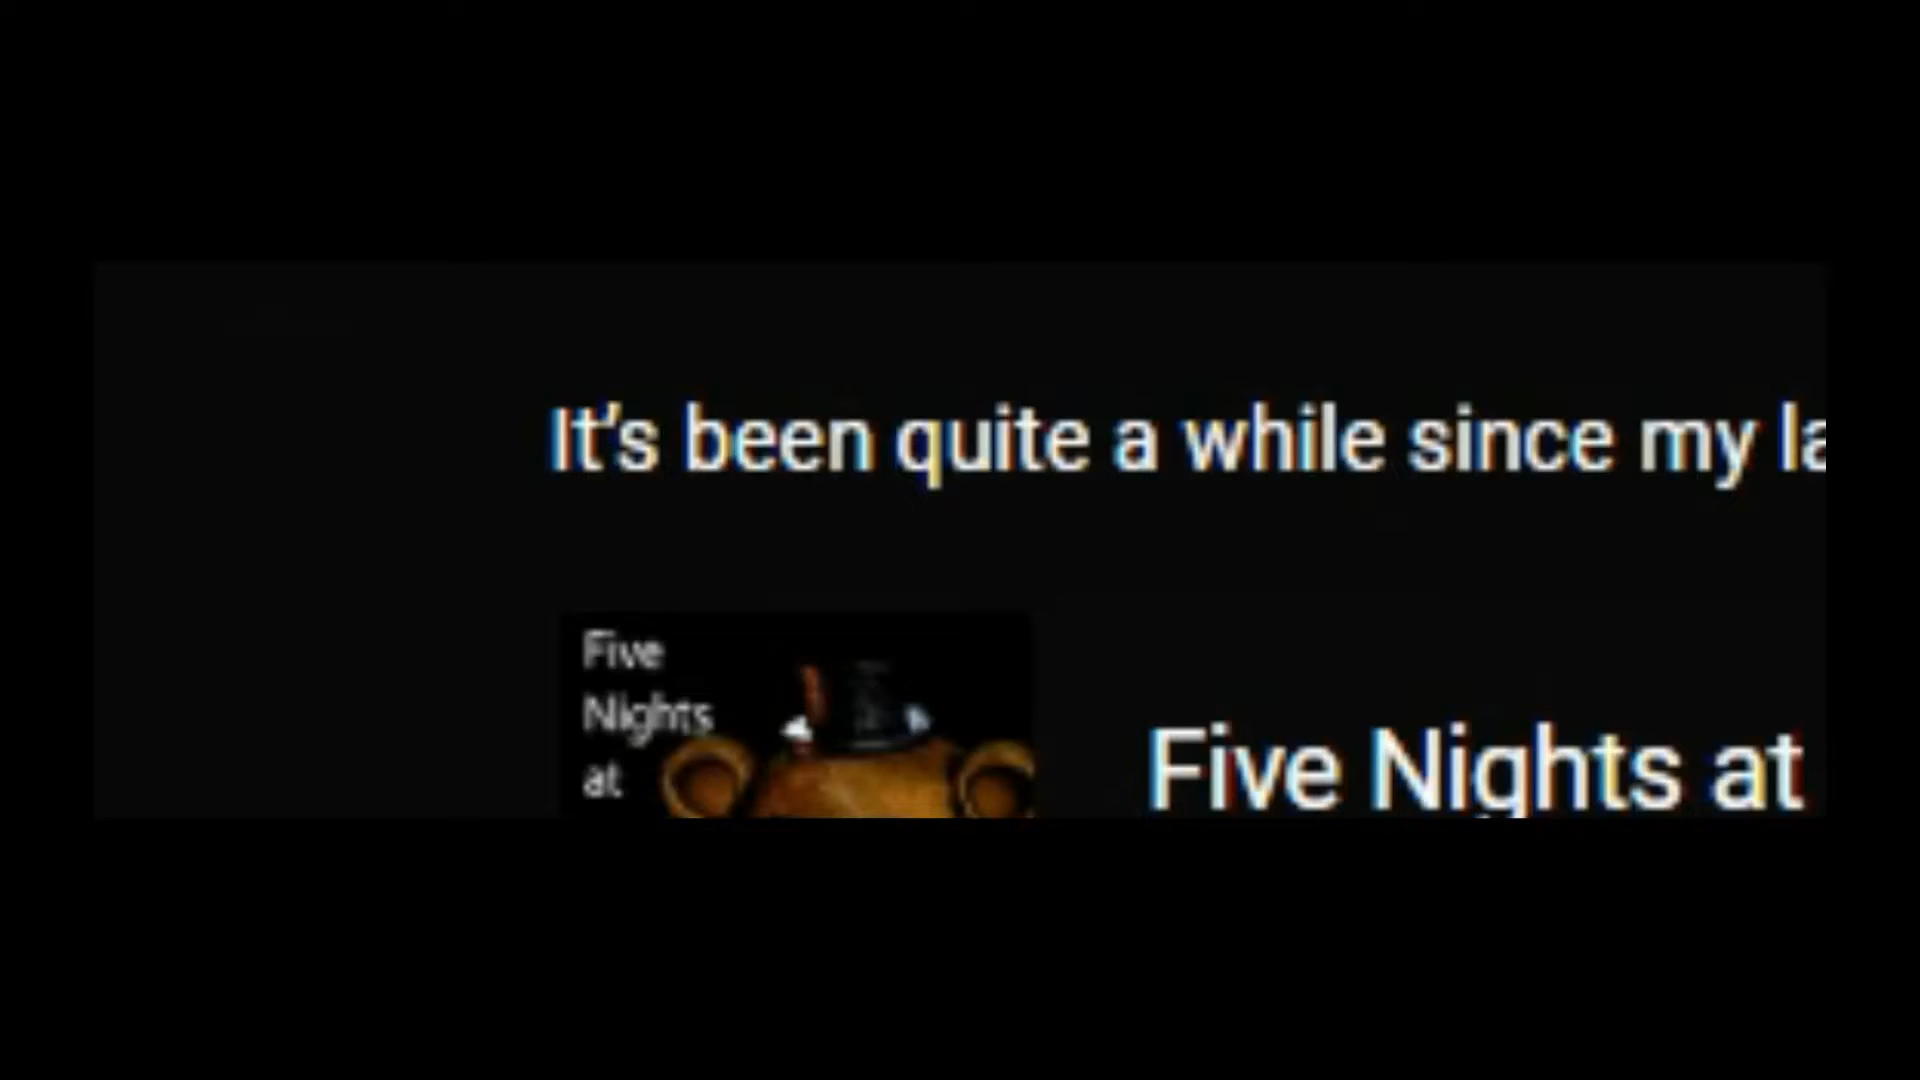 It's been quite a while since my la
Five
Nights
at
Five Nights at